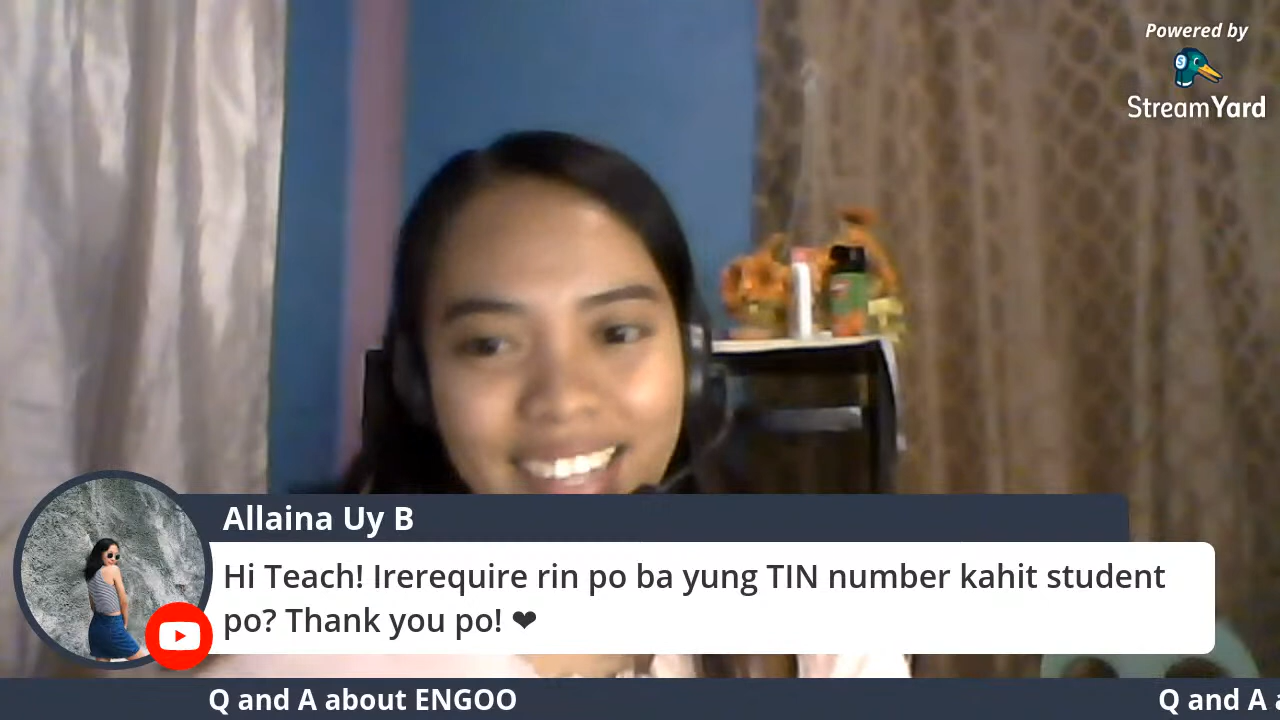 Powered by
StreamYard
Allaina Uy B
Hi Teach! Irerequire rin po ba yung TIN number kahit student
po? Thank you po! ❤
Q and A about ENGOO
Q and A